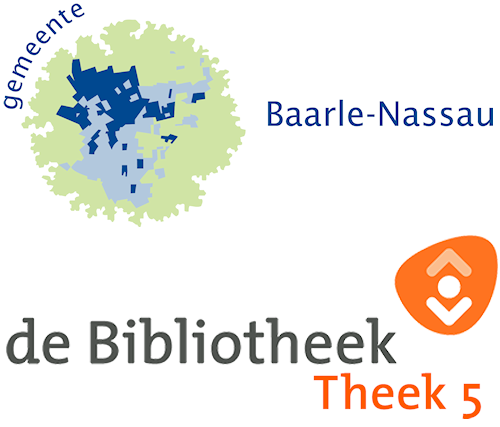 gemeente
Baarle-Nassau
de Bibliotheek
Theek 5